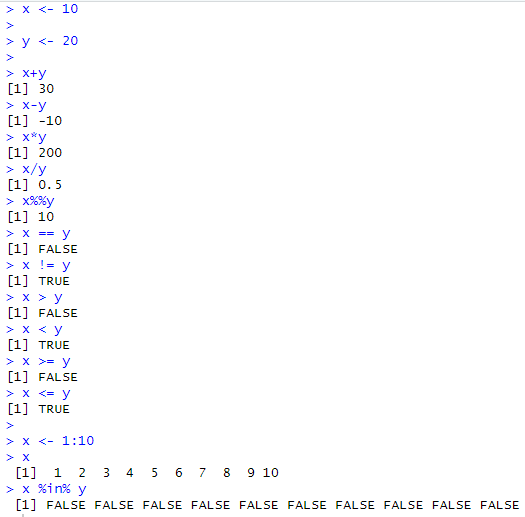 > x <- 10
>
> y <- 20
>
> x+y
[1] 30
> x-y
[1] -10
> x*y
[1] 200
> x/y
[1] 0.5
> x%%y
[1] 10
> x == y
[1] FALSE
> x != y
[1] TRUE
> x > y
[1] FALSE
> x < y
[1] TRUE
> x >= y
[1] FALSE
> x <= y
[1] TRUE
>
> x <- 1:10
> x
 [1]  1  2  3  4  5  6  7  8  9 10
> x %in% y
 [1] FALSE FALSE FALSE FALSE FALSE FALSE FALSE FALSE FALSE FALSE